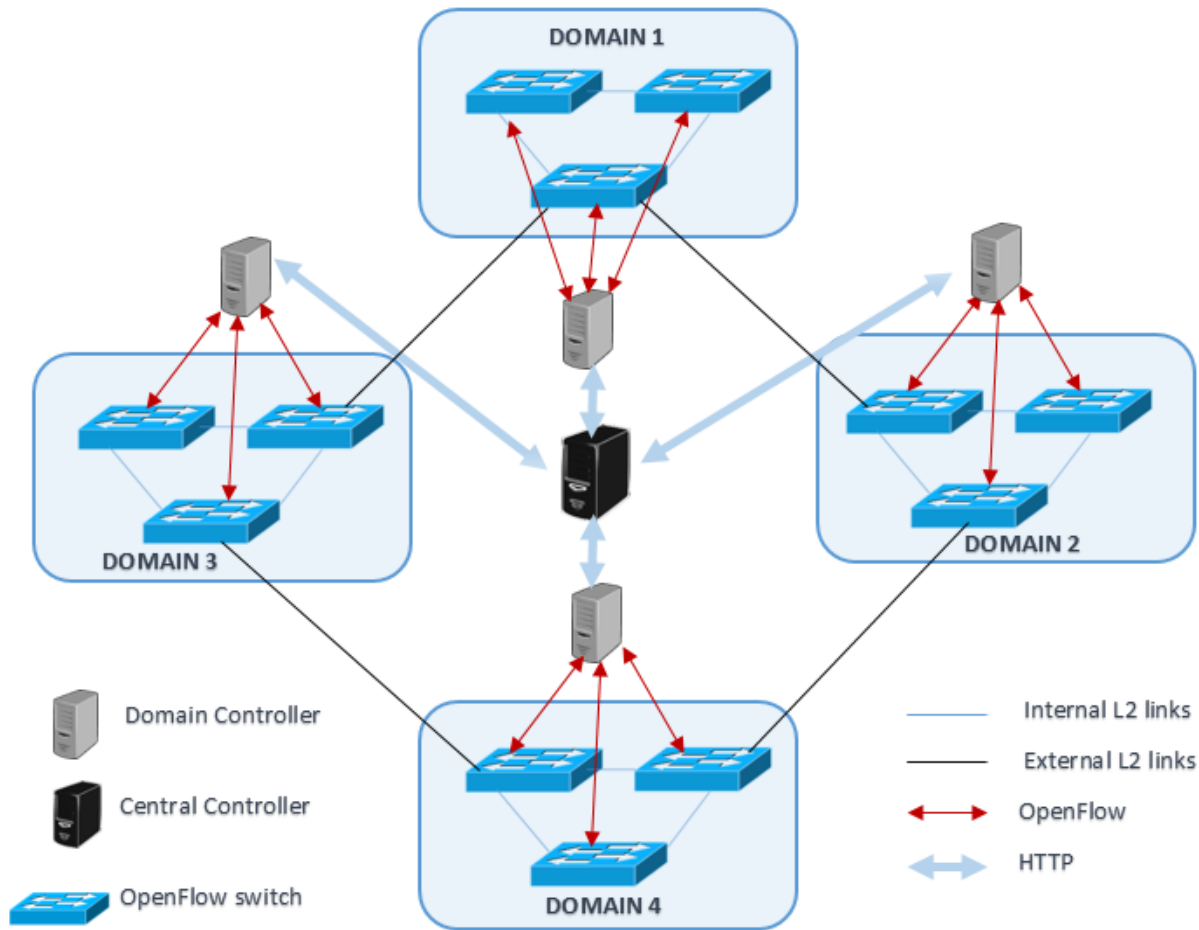 DOMAIN 1
DOMAIN 3
DOMAIN 2
DOMAIN 4
Domain Controller
Central Controller
OpenFlow switch
Internal L2 links
External L2 links
OpenFlow
HTTP